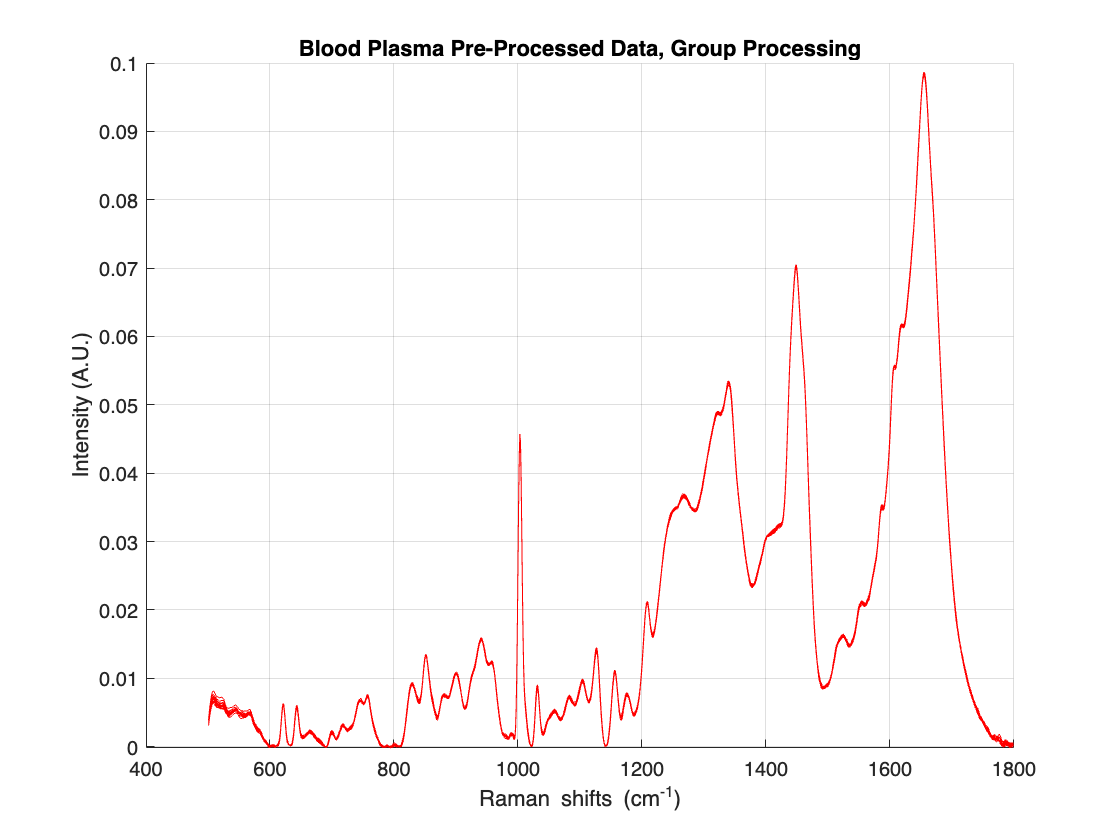 Blood Plasma Pre-Processed Data, Group Processing
0.1
0.09
0.08
0.07
0.06
0.05
0.04
0.03
0.02
0.01
0
Intensity (A.U.)
400 600 800 1000 1200 1400 1600 1800
Raman shifts (cm⁻¹)